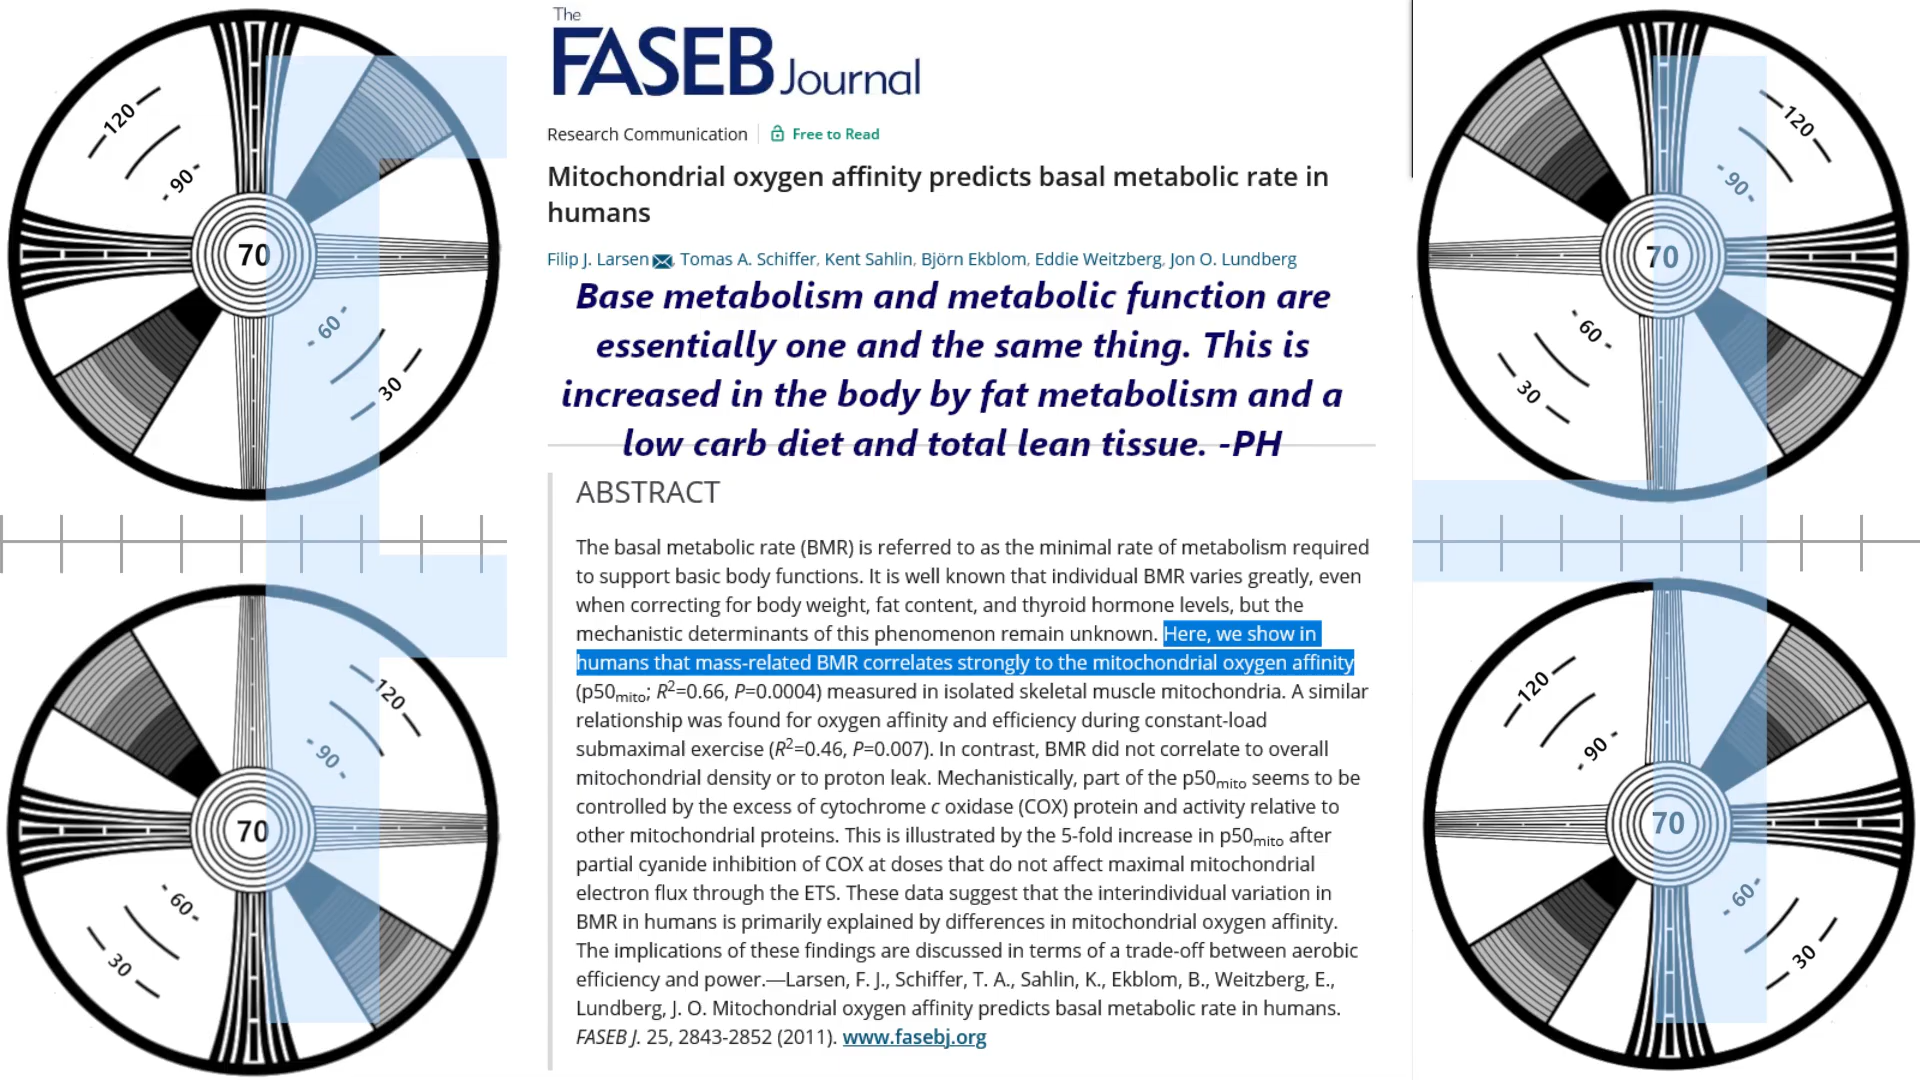 The
FASEB Journal
Research Communication Free to Read
Mitochondrial oxygen affinity predicts basal metabolic rate in
humans
Filip J. Larsen, Tomas A. Schiffer, Kent Sahlin, Björn Ekblom, Eddie Weitzberg, Jon O. Lundberg
Base metabolism and metabolic function are
essentially one and the same thing. This is
increased in the body by fat metabolism and a
low carb diet and total lean tissue. -PH
ABSTRACT
The basal metabolic rate (BMR) is referred to as the minimal rate of metabolism required
to support basic body functions. It is well known that individual BMR varies greatly, even
when correcting for body weight, fat content, and thyroid hormone levels, but the
mechanistic determinants of this phenomenon remain unknown. Here, we show in
humans that mass-related BMR correlates strongly to the mitochondrial oxygen affinity
(p50mito; R2=0.66, P=0.0004) measured in isolated skeletal muscle mitochondria. A similar
relationship was found for oxygen affinity and efficiency during constant-load
submaximal exercise (R2=0.46, P=0.007). In contrast, BMR did not correlate to overall
mitochondrial density or to proton leak. Mechanistically, part of the p50mito seems to be
controlled by the excess of cytochrome c oxidase (COX) protein and activity relative to
other mitochondrial proteins. This is illustrated by the 5-fold increase in p50mito after
partial cyanide inhibition of COX at doses that do not affect maximal mitochondrial
electron flux through the ETS. These data suggest that the interindividual variation in
BMR in humans is primarily explained by differences in mitochondrial oxygen affinity.
The implications of these findings are discussed in terms of a trade-off between aerobic
efficiency and power.—Larsen, F. J., Schiffer, T. A., Sahlin, K., Ekblom, B., Weitzberg, E.,
Lundberg, J. O. Mitochondrial oxygen affinity predicts basal metabolic rate in humans.
FASEB J. 25, 2843-2852 (2011). www.fasebj.org
120
90
70
60
30
120
90
70
60
30
120
90
70
60
30
120
90
70
60
30